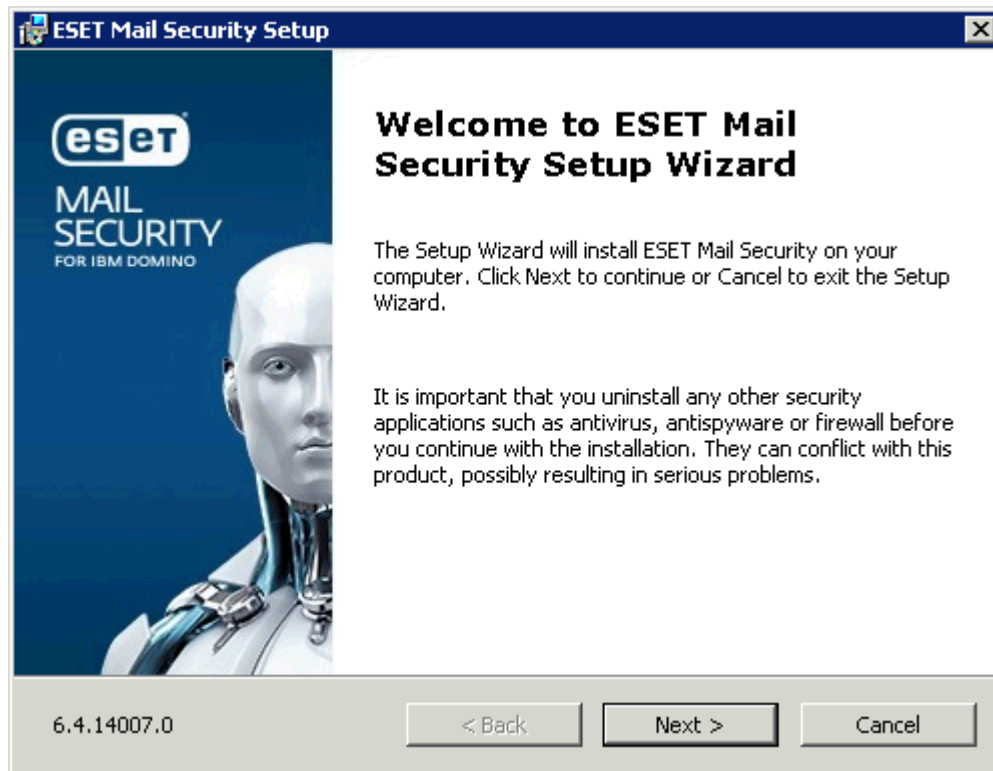 ESET Mail Security Setup
eseT
MAIL
SECURITY
FOR IBM DOMINO
Welcome to ESET Mail
Security Setup Wizard
The Setup Wizard will install ESET Mail Security on your
computer. Click Next to continue or Cancel to exit the Setup
Wizard.
It is important that you uninstall any other security
applications such as antivirus, antispyware or firewall before
you continue with the installation. They can conflict with this
product, possibly resulting in serious problems.
6.4.14007.0
< Back
Next >
Cancel